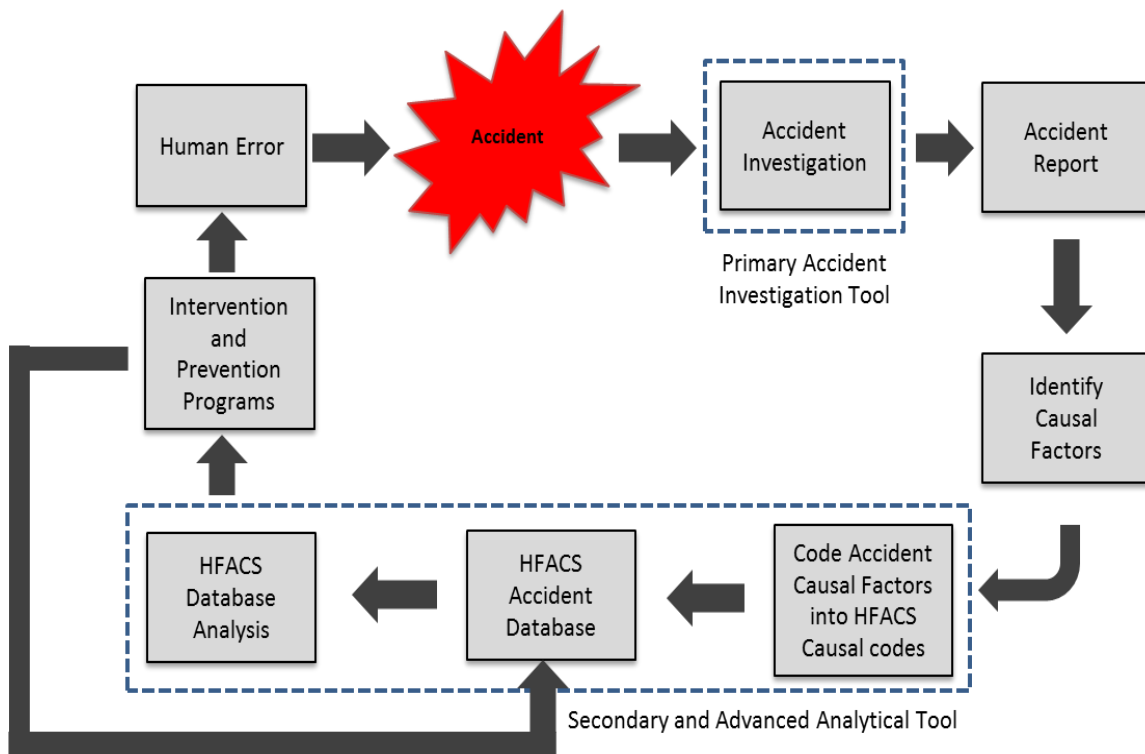 Human Error
Accident
Accident
Investigation
Accident
Report
Primary Accident
Investigation Tool
Intervention
and
Prevention
Programs
Identify
Causal
Factors
HFACS
Database
Analysis
HFACS
Accident
Database
Code Accident
Causal Factors
into HFACS
Causal codes
Secondary and Advanced Analytical Tool